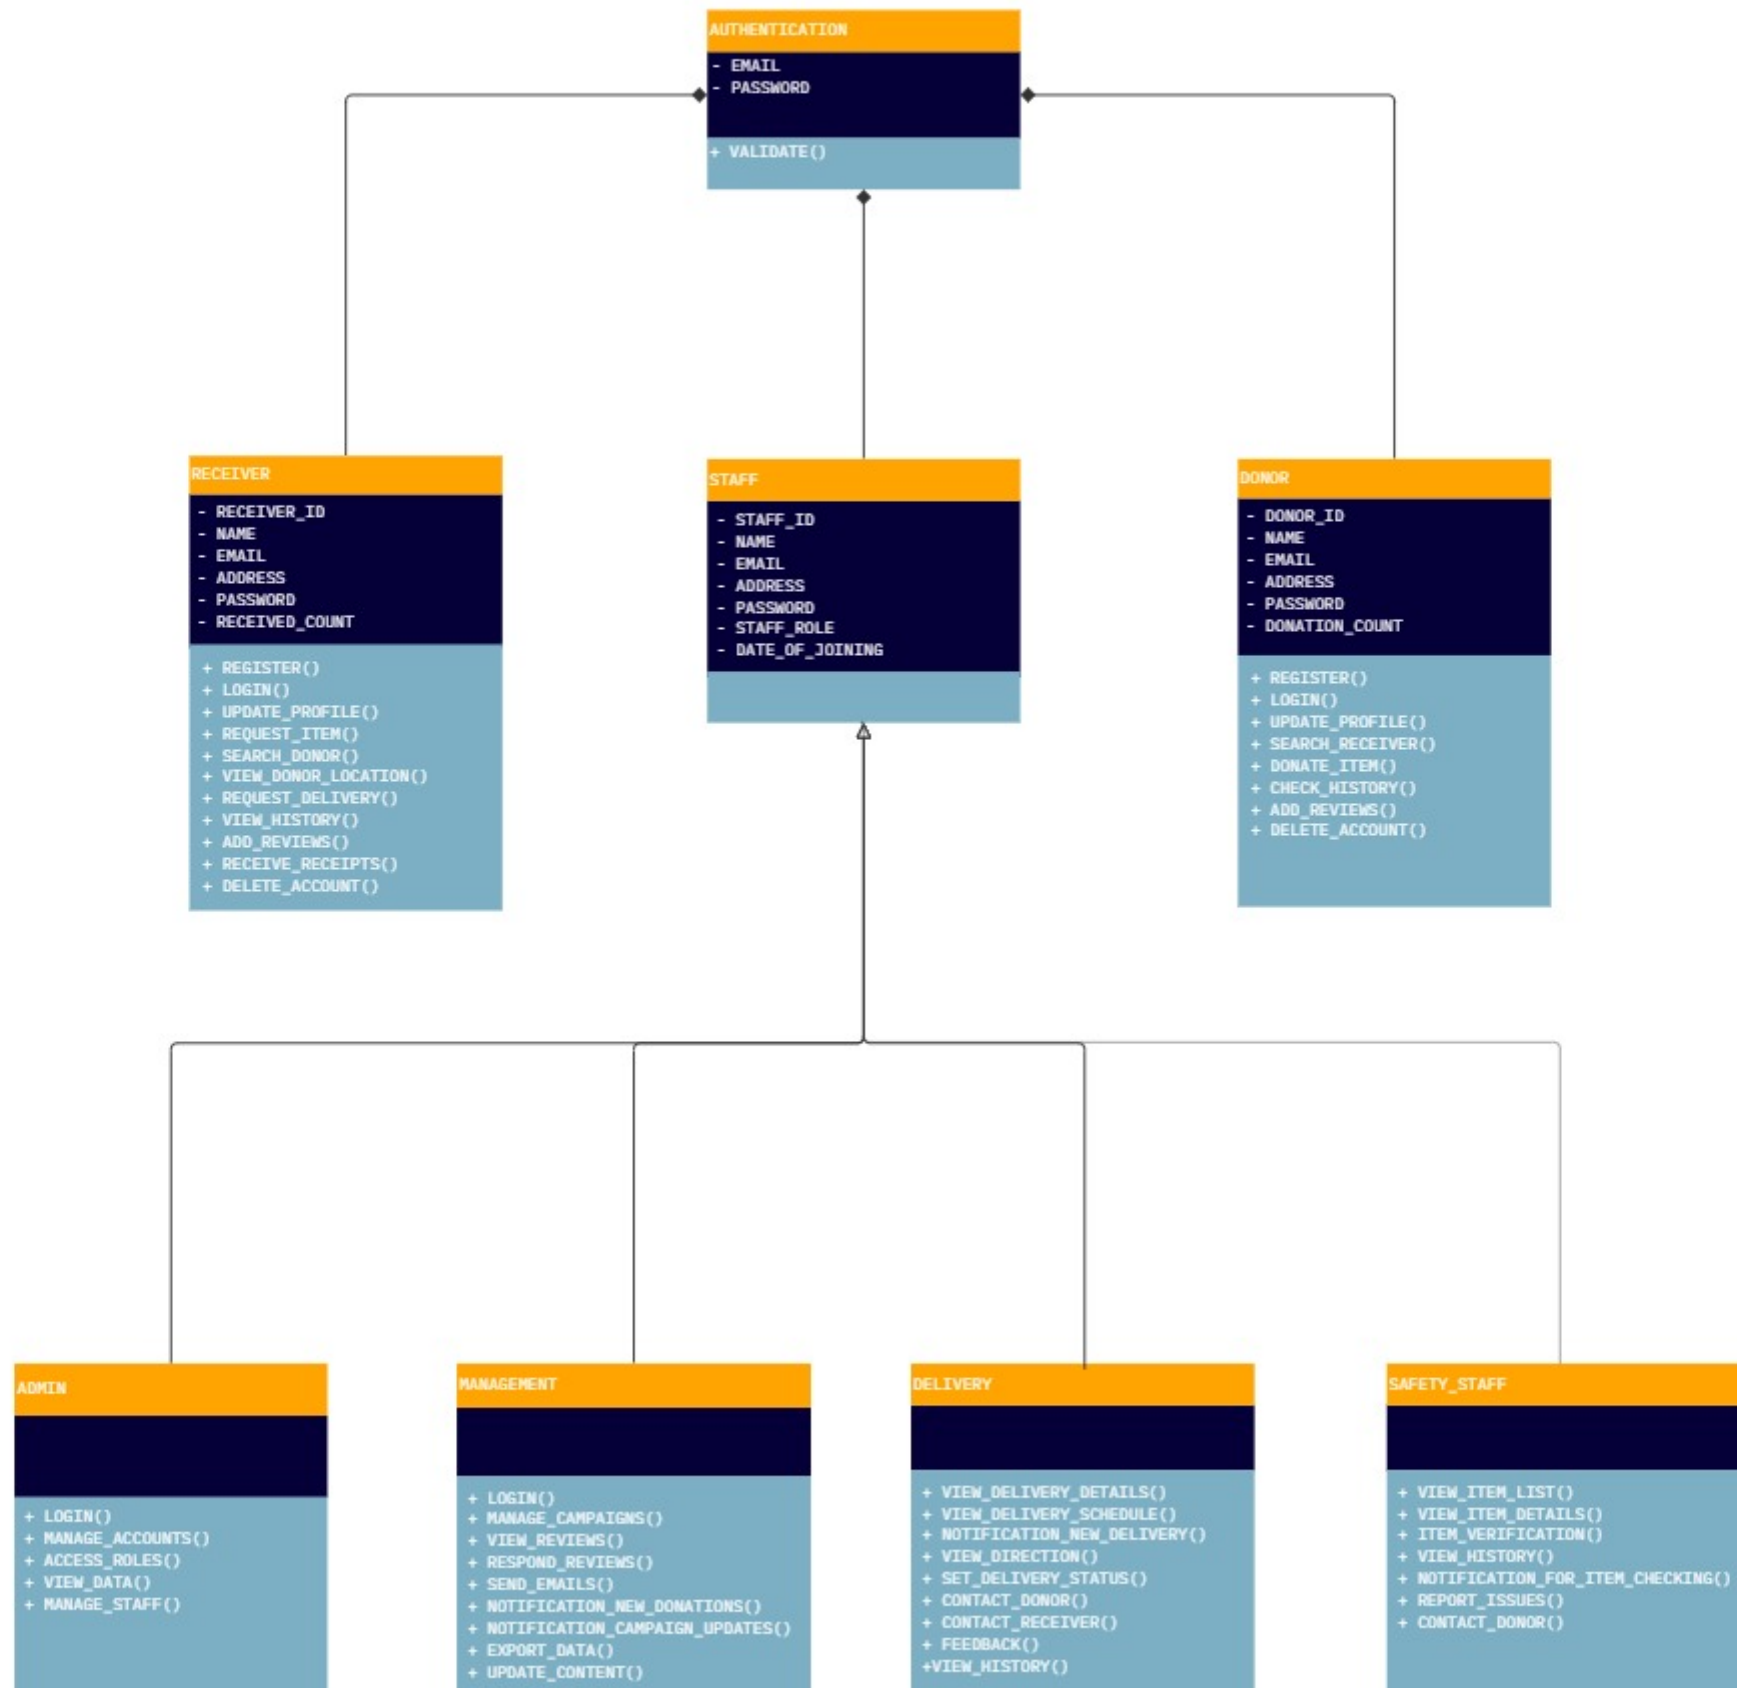 AUTHENTICATION
- EMAIL
- PASSWORD
+ VALIDATE()
RECEIVER
- RECEIVER_ID
- NAME
- EMAIL
- ADDRESS
- PASSWORD
- RECEIVED_COUNT
+ REGISTER()
+ LOGIN()
+ UPDATE_PROFILE()
+ REQUEST_ITEM()
+ SEARCH_DONOR()
+ VIEW_DONOR_LOCATION()
+ REQUEST_DELIVERY()
+ VIEW_HISTORY()
+ ADD_REVIEWS()
+ RECEIVE_RECEIPTS()
+ DELETE_ACCOUNT()
STAFF
- STAFF_ID
- NAME
- EMAIL
- ADDRESS
- PASSWORD
- STAFF_ROLE
- DATE_OF_JOINING
DONOR
- DONOR_ID
- NAME
- EMAIL
- ADDRESS
- PASSWORD
- DONATION_COUNT
+ REGISTER()
+ LOGIN()
+ UPDATE_PROFILE()
+ SEARCH_RECEIVER()
+ DONATE_ITEM()
+ CHECK_HISTORY()
+ ADD_REVIEWS()
+ DELETE_ACCOUNT()
ADMIN
+ LOGIN()
+ MANAGE_ACCOUNTS()
+ ACCESS_ROLES()
+ VIEW_DATA()
+ MANAGE_STAFF()
MANAGEMENT
+ LOGIN()
+ MANAGE_CAMPAIGNS()
+ VIEW_REVIEWS()
+ RESPOND_REVIEWS()
+ SEND_EMAILS()
+ NOTIFICATION_NEW_DONATIONS()
+ NOTIFICATION_CAMPAIGN_UPDATES()
+ EXPORT_DATA()
+ UPDATE_CONTENT()
DELIVERY
+ VIEW_DELIVERY_DETAILS()
+ VIEW_DELIVERY_SCHEDULE()
+ NOTIFICATION_NEW_DELIVERY()
+ VIEW_DIRECTION()
+ SET_DELIVERY_STATUS()
+ CONTACT_DONOR()
+ CONTACT_RECEIVER()
+ FEEDBACK()
+VIEW_HISTORY()
SAFETY_STAFF
+ VIEW_ITEM_LIST()
+ VIEW_ITEM_DETAILS()
+ ITEM_VERIFICATION()
+ VIEW_HISTORY()
+ NOTIFICATION_FOR_ITEM_CHECKING()
+ REPORT_ISSUES()
+ CONTACT_DONOR()